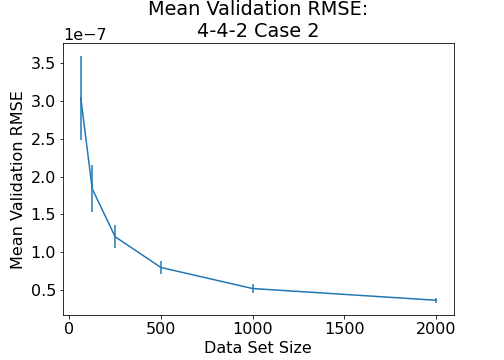 Mean Validation RMSE:
4-4-2 Case 2
1e−7
3.5
3.0
2.5
2.0
1.5
1.0
0.5
Mean Validation RMSE
0 500 1000 1500 2000
Data Set Size